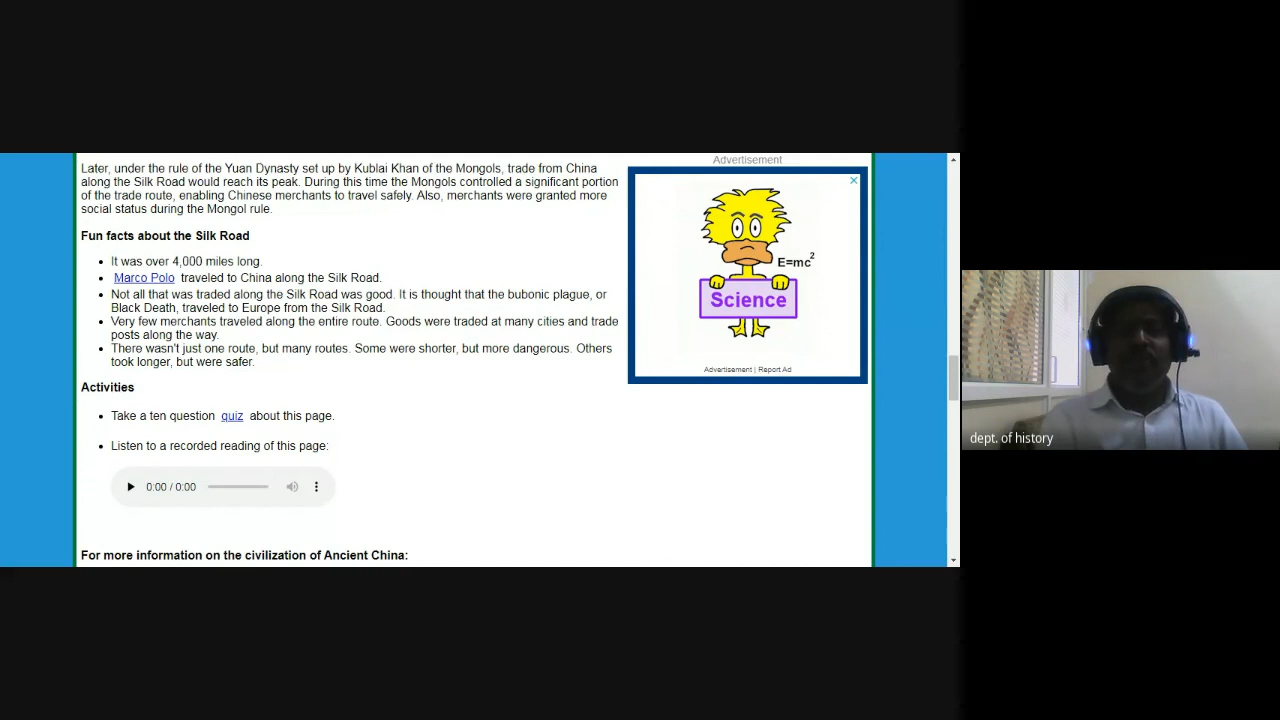 Later, under the rule of the Yuan Dynasty set up by Kublai Khan of the Mongols, trade from China
along the Silk Road would reach its peak. During this time the Mongols controlled a significant portion
of the trade route, enabling Chinese merchants to travel safely. Also, merchants were granted more
social status during the Mongol rule.
Fun facts about the Silk Road
• It was over 4,000 miles long.
• Marco Polo traveled to China along the Silk Road.
• Not all that was traded along the Silk Road was good. It is thought that the bubonic plague, or
Black Death, traveled to Europe from the Silk Road.
• Very few merchants traveled along the entire route. Goods were traded at many cities and trade
posts along the way.
• There wasn't just one route, but many routes. Some were shorter, but more dangerous. Others
took longer, but were safer.
Activities
• Take a ten question quiz about this page.
• Listen to a recorded reading of this page:
0:00 / 0:00
For more information on the civilization of Ancient China:
Advertisement
E=mc²
Science
Advertisement | Report Ad
dept. of history